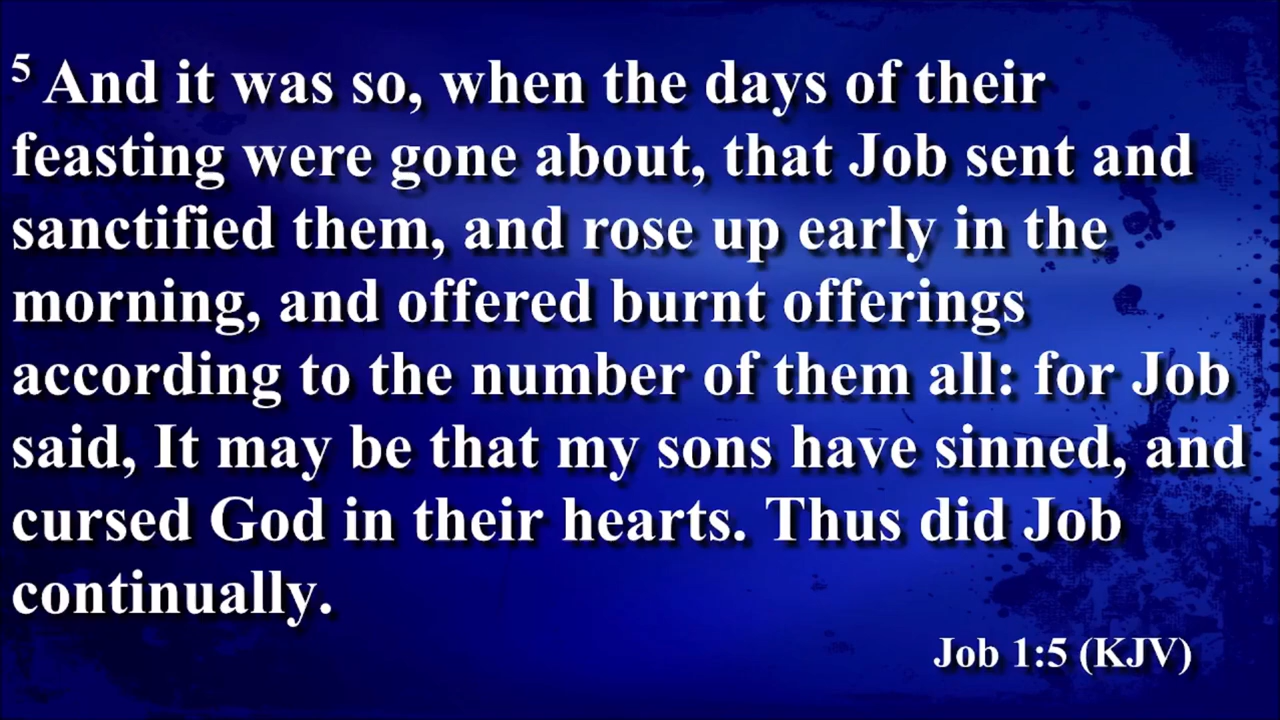 5 And it was so, when the days of their
feasting were gone about, that Job sent and
sanctified them, and rose up early in the
morning, and offered burnt offerings
according to the number of them all: for Job
said, It may be that my sons have sinned, and
cursed God in their hearts. Thus did Job
continually.
Job 1:5 (KJV)